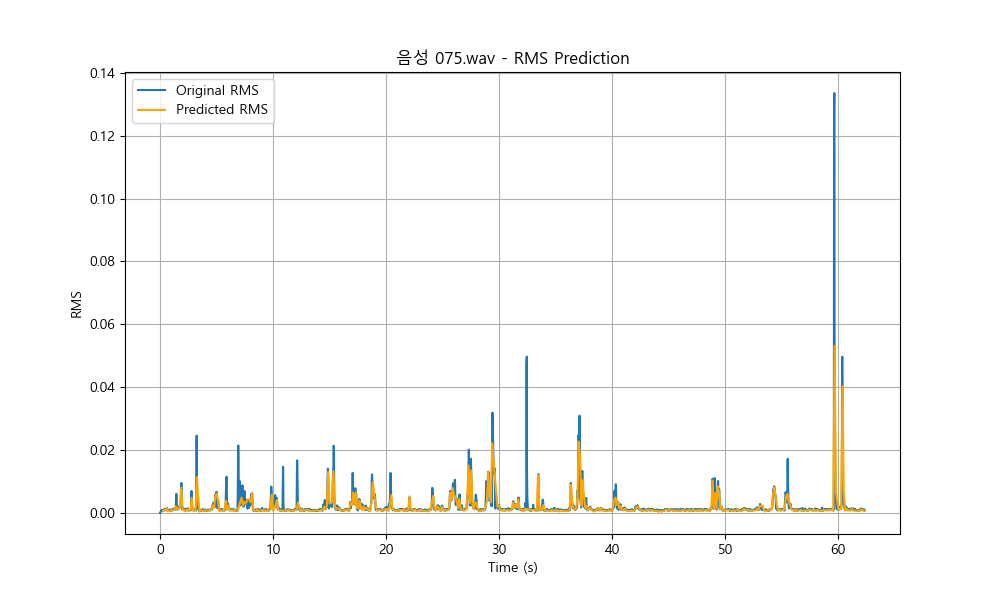 음성 075.wav - RMS Prediction
Original RMS
Predicted RMS
0.14
0.12
0.10
0.08
0.06
0.04
0.02
0.00
RMS
0 10 20 30 40 50 60
Time (s)